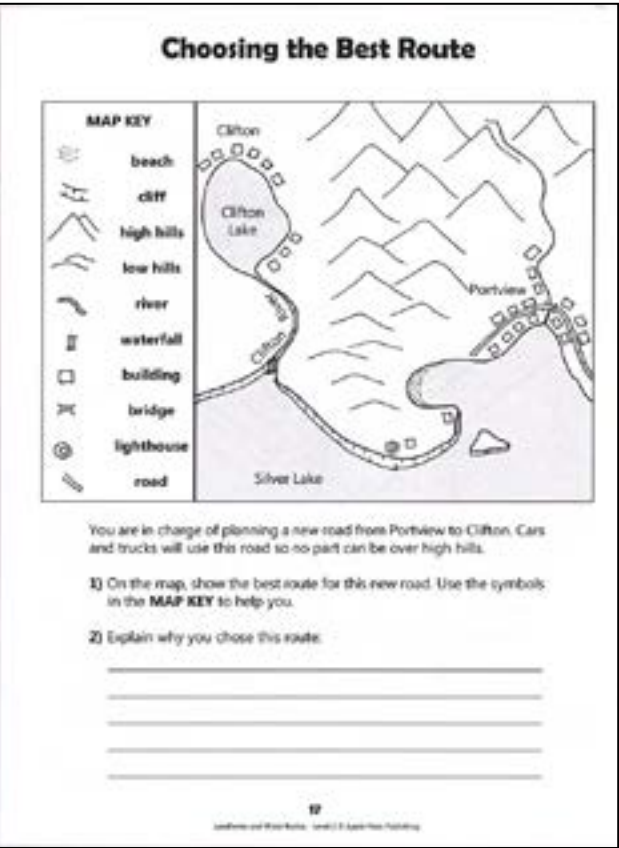 Choosing the Best Route
MAP KEY
beach
cliff
high hills
low hills
river
waterfall
building
bridge
lighthouse
road
Clifton
Clifton
Lake
Clifton
Portview
Silver Lake
You are in charge of planning a new road from Portview to Clifton. Cars
and trucks will use this road so no part can be over high hills.
1) On the map, show the best route for this new road. Use the symbols
in the MAP KEY to help you.
2) Explain why you chose this route.